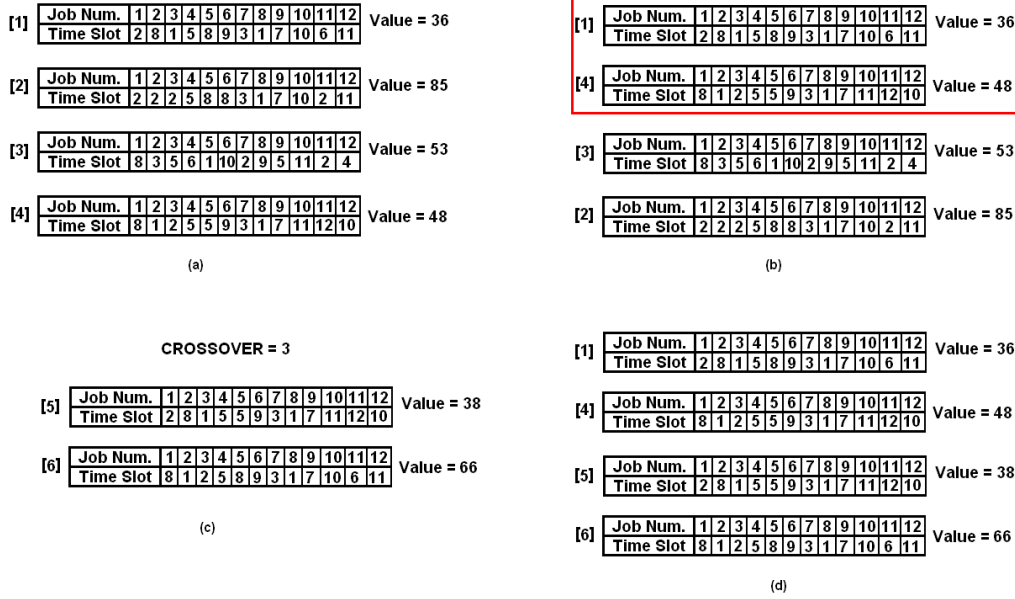 [1] Job Num. 1 2 3 4 5 6 7 8 9 10 11 12 Value = 36
Time Slot 2 8 1 5 8 9 3 1 7 10 6 11
[2] Job Num. 1 2 3 4 5 6 7 8 9 10 11 12 Value = 85
Time Slot 2 2 2 5 8 8 3 1 7 10 2 11
[3] Job Num. 1 2 3 4 5 6 7 8 9 10 11 12 Value = 53
Time Slot 8 3 5 6 1 10 2 9 5 11 2 4
[4] Job Num. 1 2 3 4 5 6 7 8 9 10 11 12 Value = 48
Time Slot 8 1 2 5 5 9 3 1 7 11 12 10
(a)
[1] Job Num. 1 2 3 4 5 6 7 8 9 10 11 12 Value = 36
Time Slot 2 8 1 5 8 9 3 1 7 10 6 11
[4] Job Num. 1 2 3 4 5 6 7 8 9 10 11 12 Value = 48
Time Slot 8 1 2 5 5 9 3 1 7 11 12 10
[3] Job Num. 1 2 3 4 5 6 7 8 9 10 11 12 Value = 53
Time Slot 8 3 5 6 1 10 2 9 5 11 2 4
[2] Job Num. 1 2 3 4 5 6 7 8 9 10 11 12 Value = 85
Time Slot 2 2 2 5 8 8 3 1 7 10 2 11
(b)
CROSSOVER = 3
[5] Job Num. 1 2 3 4 5 6 7 8 9 10 11 12 Value = 38
Time Slot 2 8 1 5 5 9 3 1 7 11 12 10
[6] Job Num. 1 2 3 4 5 6 7 8 9 10 11 12 Value = 66
Time Slot 8 1 2 5 8 9 3 1 7 10 6 11
(c)
[1] Job Num. 1 2 3 4 5 6 7 8 9 10 11 12 Value = 36
Time Slot 2 8 1 5 8 9 3 1 7 10 6 11
[4] Job Num. 1 2 3 4 5 6 7 8 9 10 11 12 Value = 48
Time Slot 8 1 2 5 5 9 3 1 7 11 12 10
[5] Job Num. 1 2 3 4 5 6 7 8 9 10 11 12 Value = 38
Time Slot 2 8 1 5 5 9 3 1 7 11 12 10
[6] Job Num. 1 2 3 4 5 6 7 8 9 10 11 12 Value = 66
Time Slot 8 1 2 5 8 9 3 1 7 10 6 11
(d)